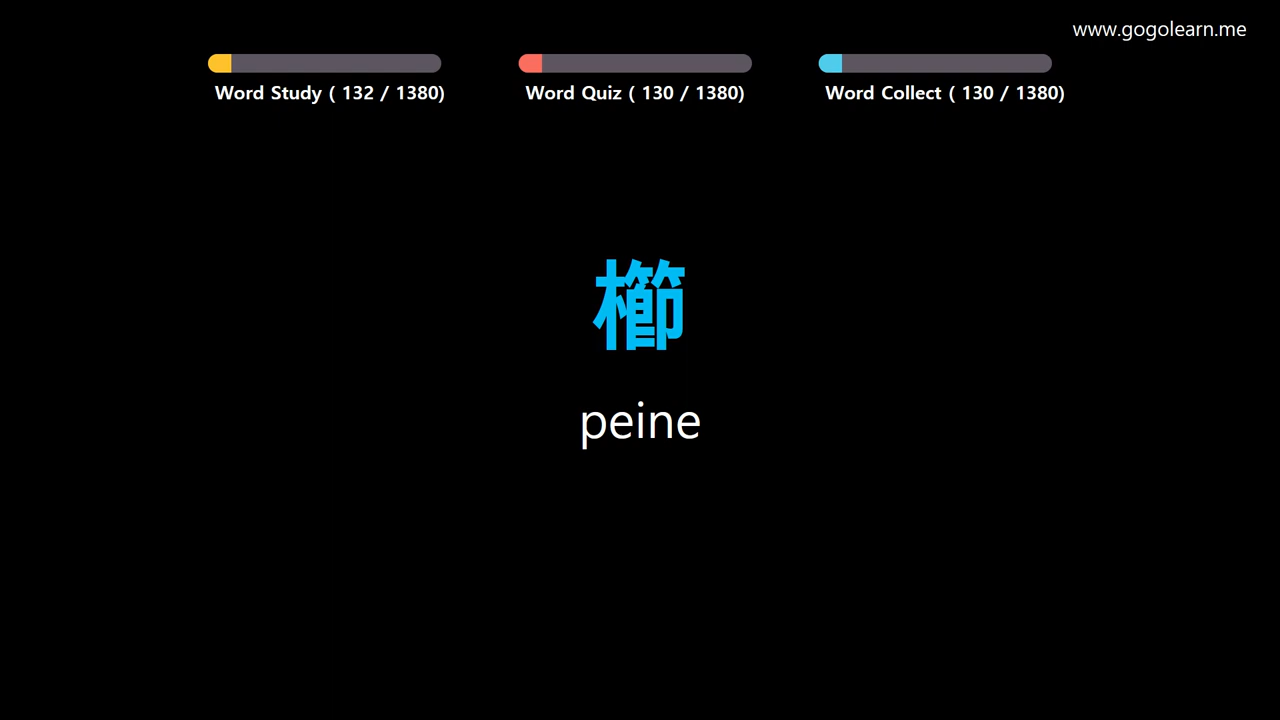 www.gogolearn.me
Word Study ( 132 / 1380)
Word Quiz ( 130 / 1380)
Word Collect ( 130 / 1380)
櫛
peine